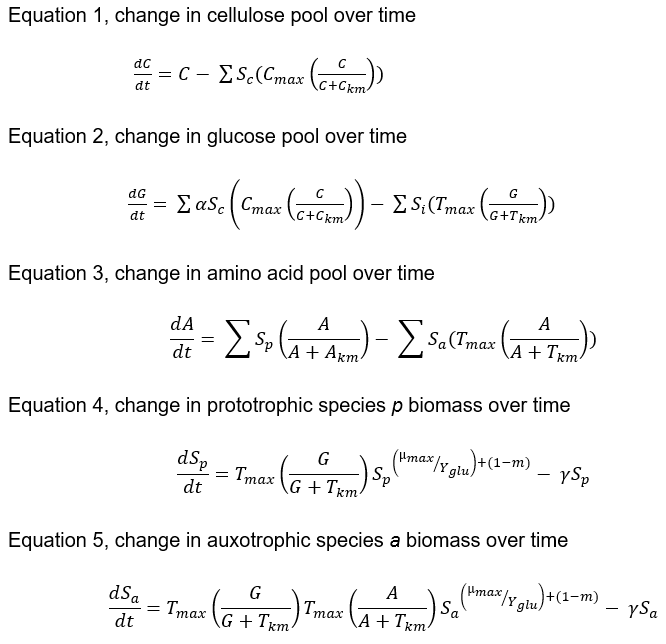 Equation 1, change in cellulose pool over time
dC/dt = C − ∑ S_c(C_max (C/(C+C_km)))
Equation 2, change in glucose pool over time
dG/dt = ∑ αS_c (C_max (C/(C+C_km))) − ∑ S_i(T_max (G/(G+T_km)))
Equation 3, change in amino acid pool over time
dA/dt = ∑ S_p (A/(A + A_km)) − ∑ S_a(T_max (A/(A + T_km)))
Equation 4, change in prototrophic species p biomass over time
dS_p/dt = T_max (G/(G + T_km)) S_p^((μ_max/Y_glu)+(1−m)) − γS_p
Equation 5, change in auxotrophic species a biomass over time
dS_a/dt = T_max (G/(G + T_km)) T_max (A/(A + T_km)) S_a^((μ_max/Y_glu)+(1−m)) − γS_a